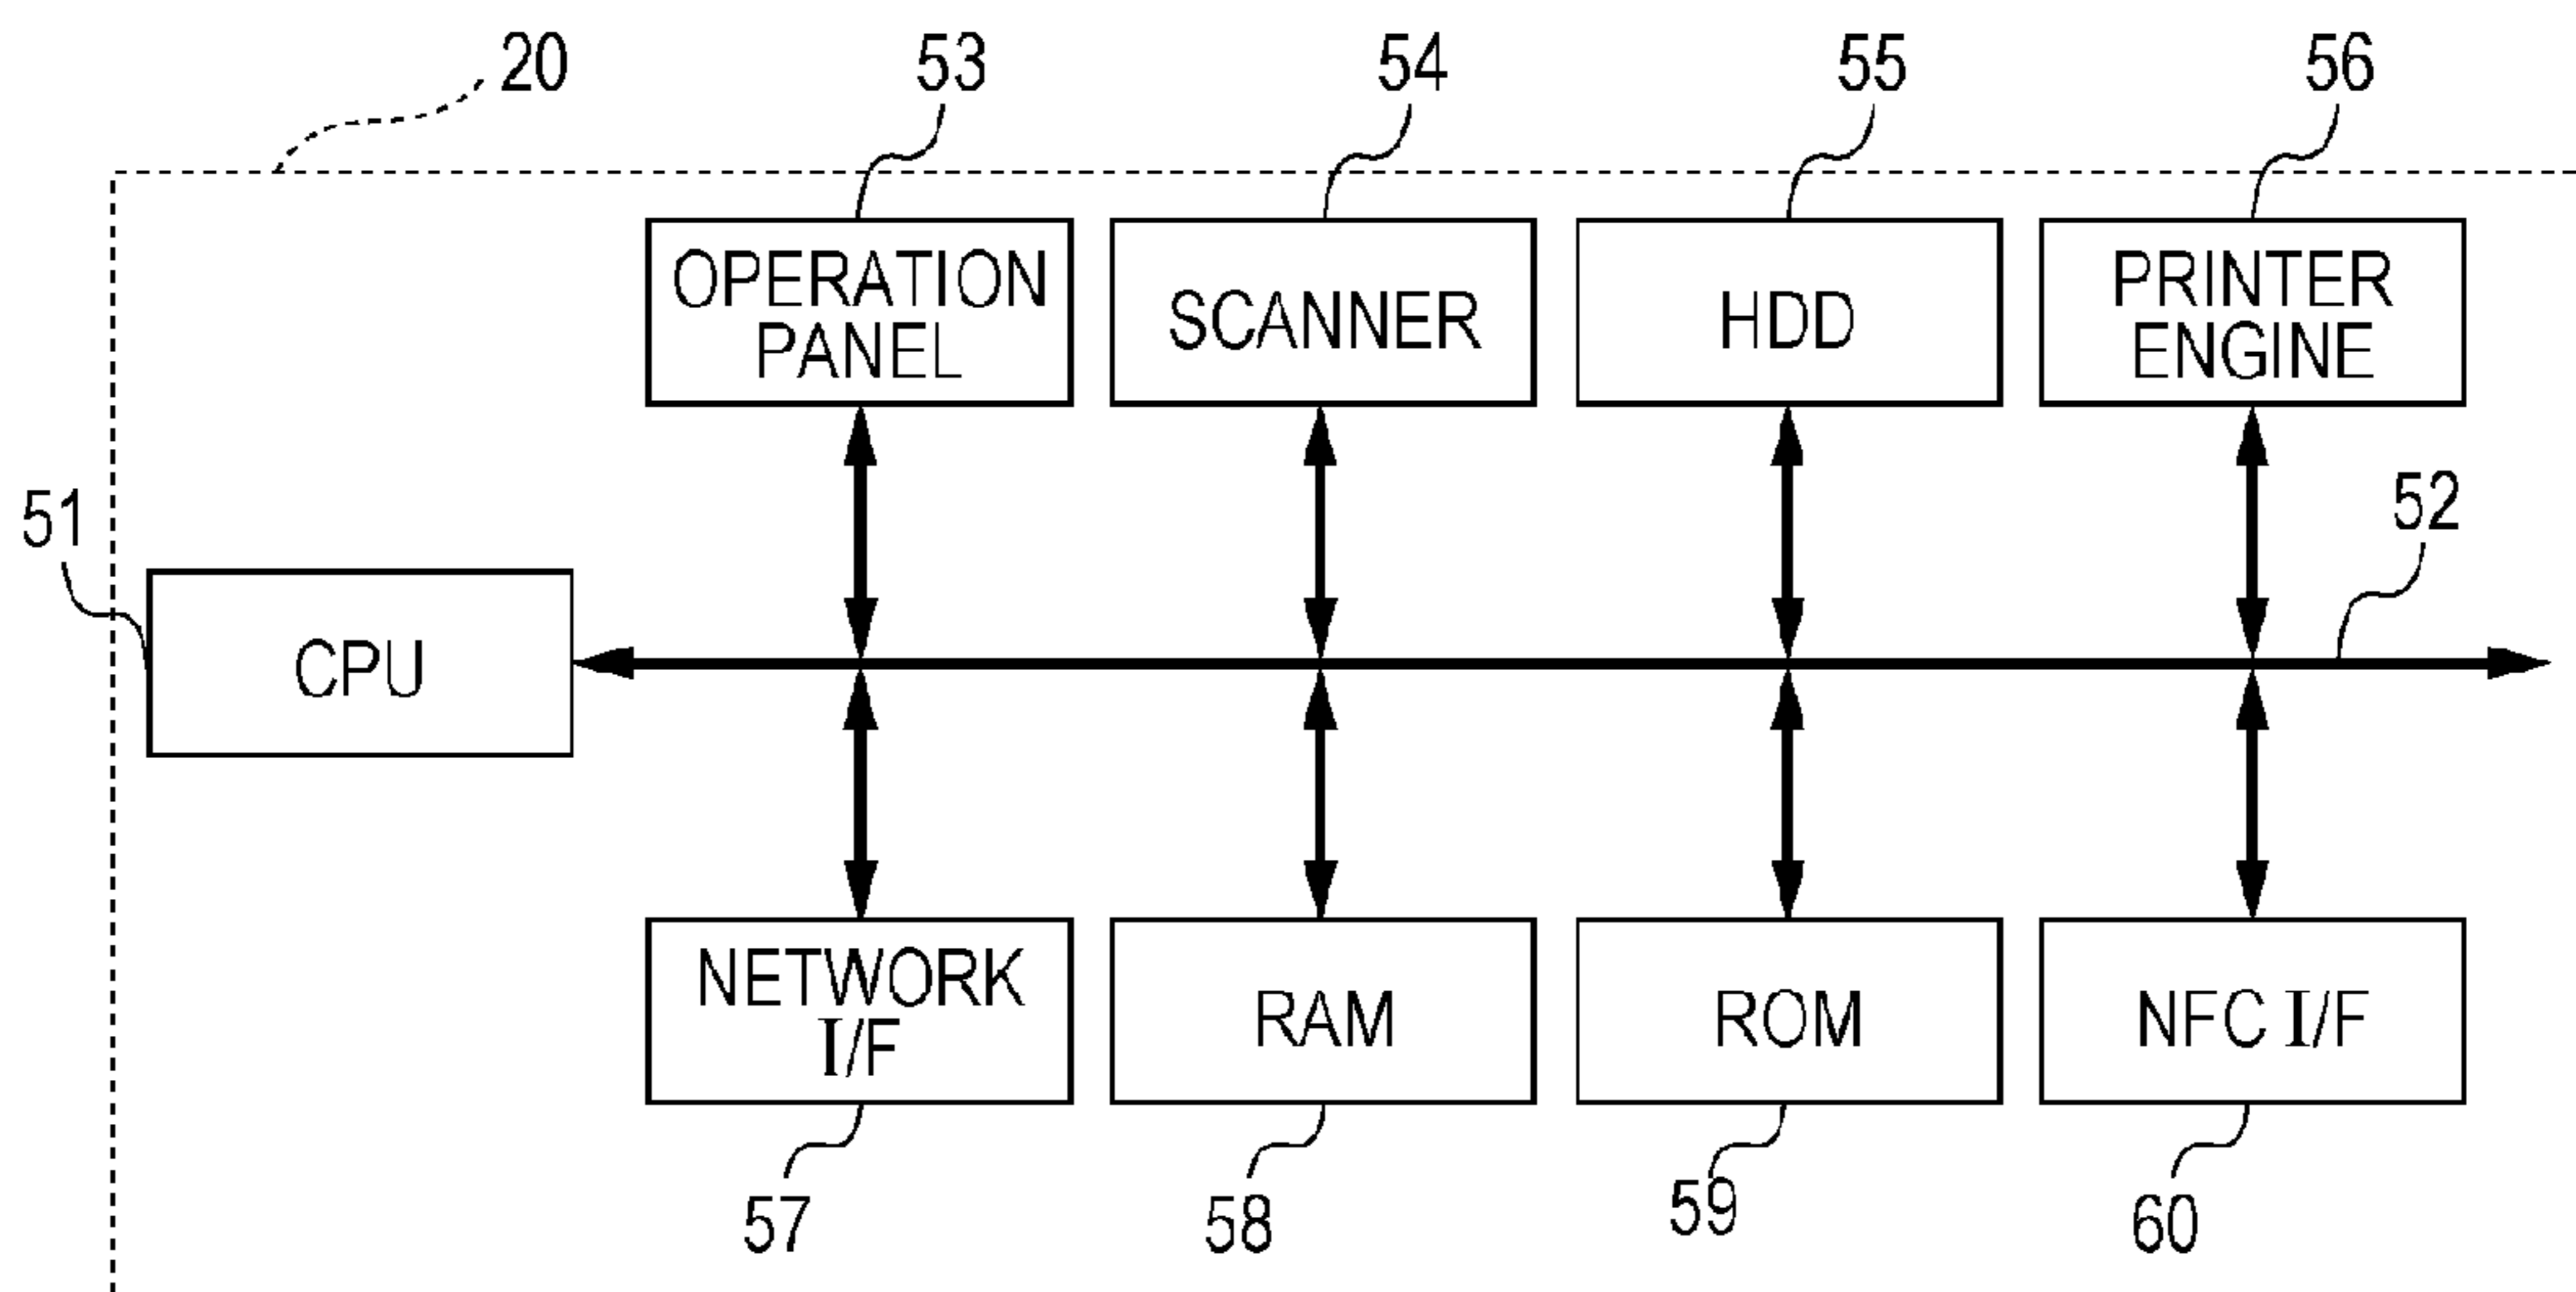 20
53
54
55
56
OPERATION
PANEL
SCANNER
HDD
PRINTER
ENGINE
51
52
CPU
NETWORK
I/F
RAM
ROM
NFC I/F
57
58
59
60